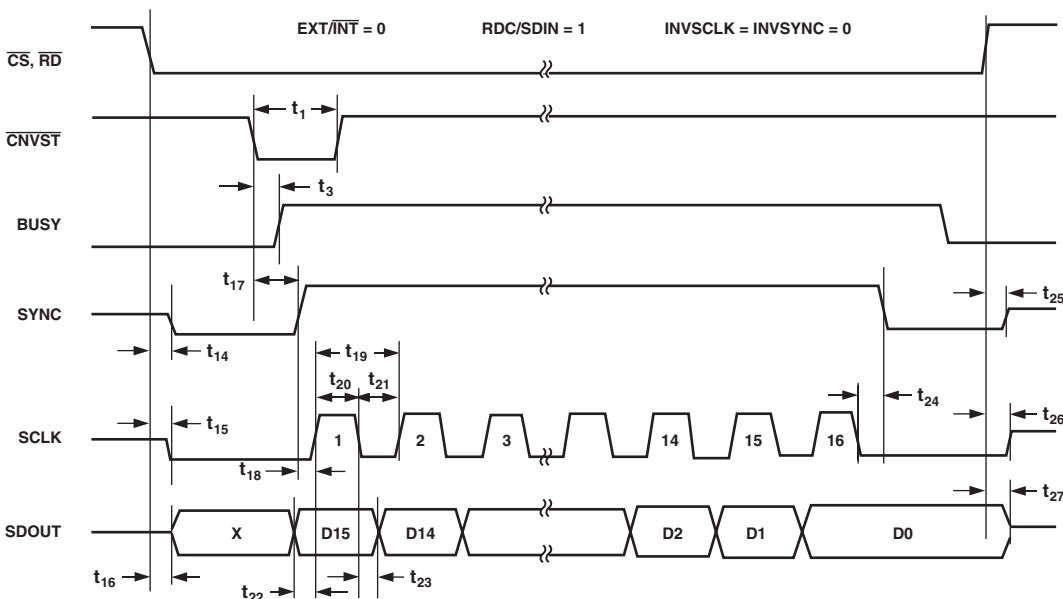 EXT/INT = 0 RDC/SDIN = 1 INVSCLK = INVSYNC = 0
CS, RD
t1
CNVST
t3
BUSY
t17
t25
SYNC
t14
t19
t20 t21
t24
t15
t26
SCLK
1 2 3 14 15 16
t18
t27
SDOUT
X D15 D14 D2 D1 D0
t16
t22
t23